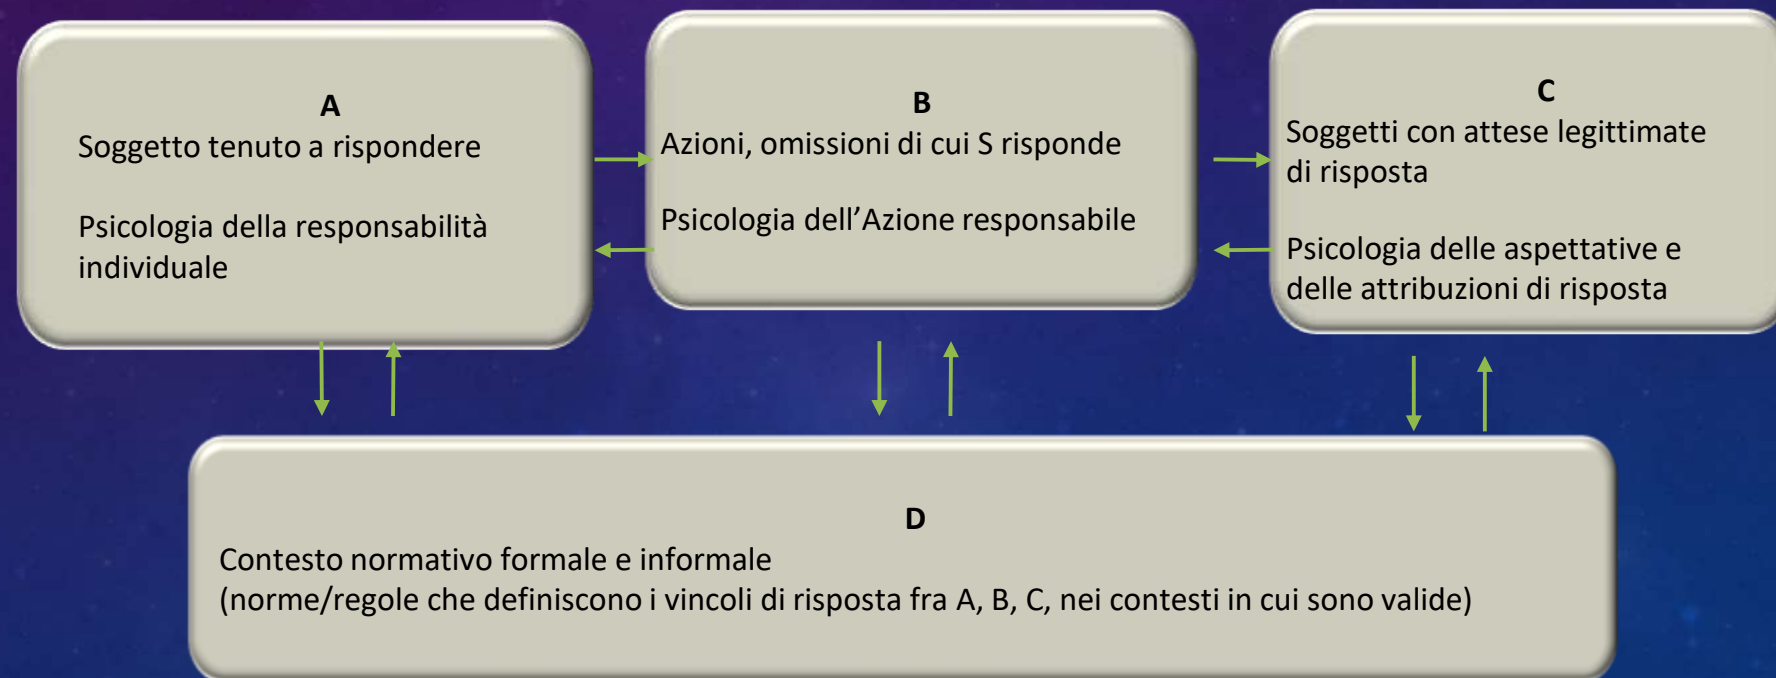 A
Soggetto tenuto a rispondere
Psicologia della responsabilità
individuale
B
Azioni, omissioni di cui S risponde
Psicologia dell’Azione responsabile
C
Soggetti con attese legittimate
di risposta
Psicologia delle aspettative e
delle attribuzioni di risposta
D
Contesto normativo formale e informale
(norme/regole che definiscono i vincoli di risposta fra A, B, C, nei contesti in cui sono valide)